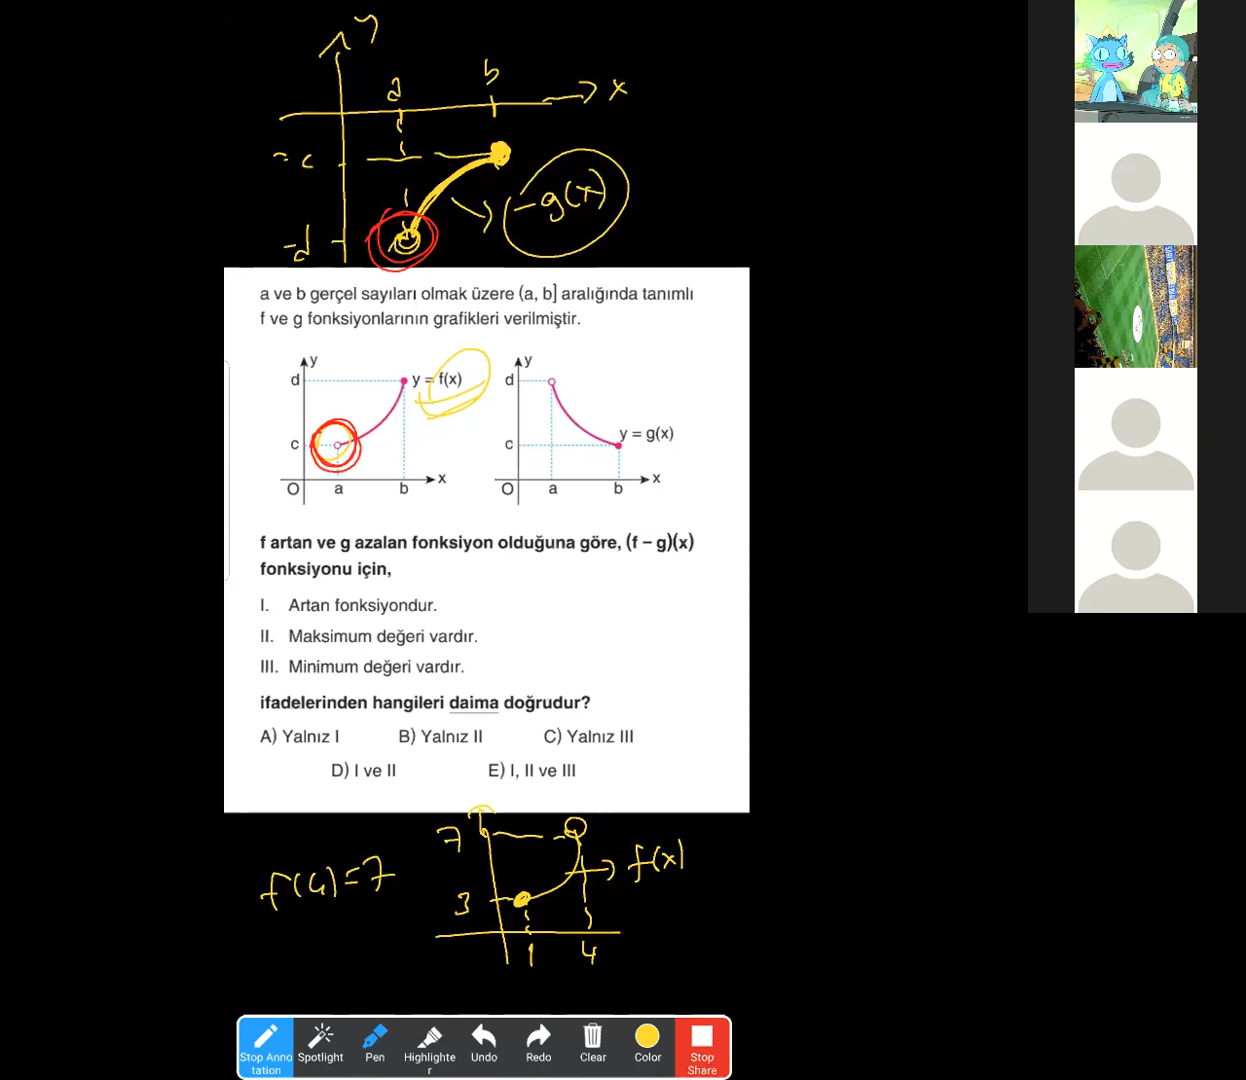 y
a
b
x
-c
-g(x)
-d
a ve b gerçel sayıları olmak üzere (a, b] aralığında tanımlı
f ve g fonksiyonlarının grafikleri verilmiştir.
y
d
y = f(x)
c
O
a
b
x
y
d
y = g(x)
c
O
a
b
x
f artan ve g azalan fonksiyon olduğuna göre, (f – g)(x)
fonksiyonu için,
I. Artan fonksiyondur.
II. Maksimum değeri vardır.
III. Minimum değeri vardır.
ifadelerinden hangileri daima doğrudur?
A) Yalnız I B) Yalnız II C) Yalnız III
D) I ve II E) I, II ve III
7
f(x)
f(4)=7
3
1
4
Stop Anno
tation
Spotlight
Pen
Highlighte
r
Undo
Redo
Clear
Color
Stop
Share